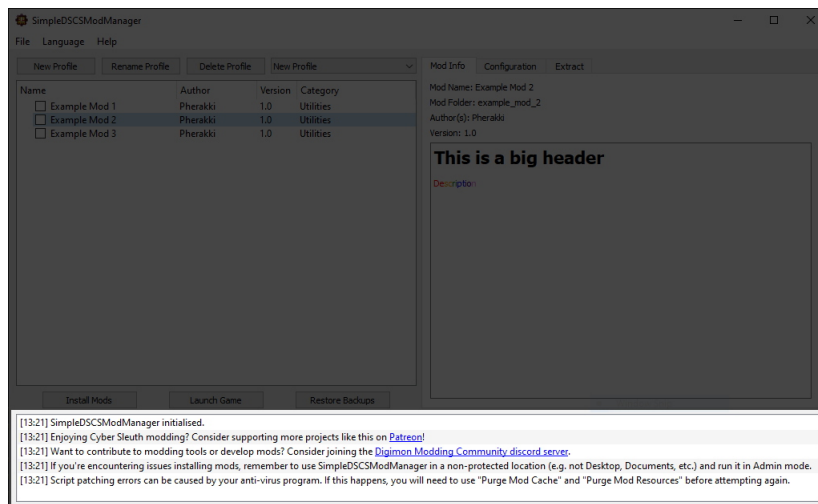 SimpleDSCSModManager
File Language Help
New Profile Rename Profile Delete Profile New Profile
Mod Info Configuration Extract
Name Author Version Category
Example Mod 1 Pherakki 1.0 Utilities
Example Mod 2 Pherakki 1.0 Utilities
Example Mod 3 Pherakki 1.0 Utilities
Mod Name: Example Mod 2
Mod Folder: example_mod_2
Author(s): Pherakki
Version: 1.0
This is a big header
Description
Install Mods Launch Game Restore Backups
[13:21] SimpleDSCSModManager initialised.
[13:21] Enjoying Cyber Sleuth modding? Consider supporting more projects like this on Patreon!
[13:21] Want to contribute to modding tools or develop mods? Consider joining the Digimon Modding Community discord server.
[13:21] If you're encountering issues installing mods, remember to use SimpleDSCSModManager in a non-protected location (e.g. not Desktop, Documents, etc.) and run it in Admin mode.
[13:21] Script patching errors can be caused by your anti-virus program. If this happens, you will need to use "Purge Mod Cache" and "Purge Mod Resources" before attempting again.